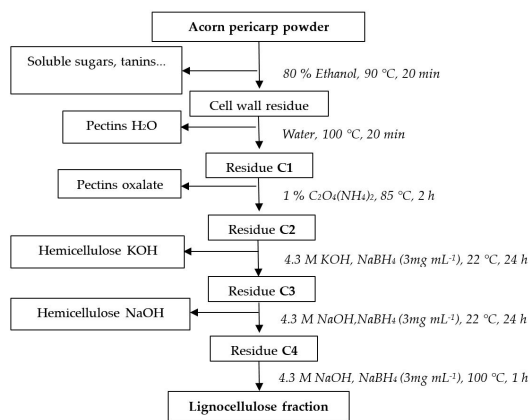 Acorn pericarp powder
Soluble sugars, tanins...
80 % Ethanol, 90 °C, 20 min
Cell wall residue
Pectins H₂O
Water, 100 °C, 20 min
Residue C1
Pectins oxalate
1 % C₂O₄(NH₄)₂, 85 °C, 2 h
Residue C2
Hemicellulose KOH
4.3 M KOH, NaBH₄ (3mg mL⁻¹), 22 °C, 24 h
Residue C3
Hemicellulose NaOH
4.3 M NaOH,NaBH₄ (3mg mL⁻¹), 22 °C, 24 h
Residue C4
4.3 M NaOH, NaBH₄ (3mg mL⁻¹), 100 °C, 1 h
Lignocellulose fraction